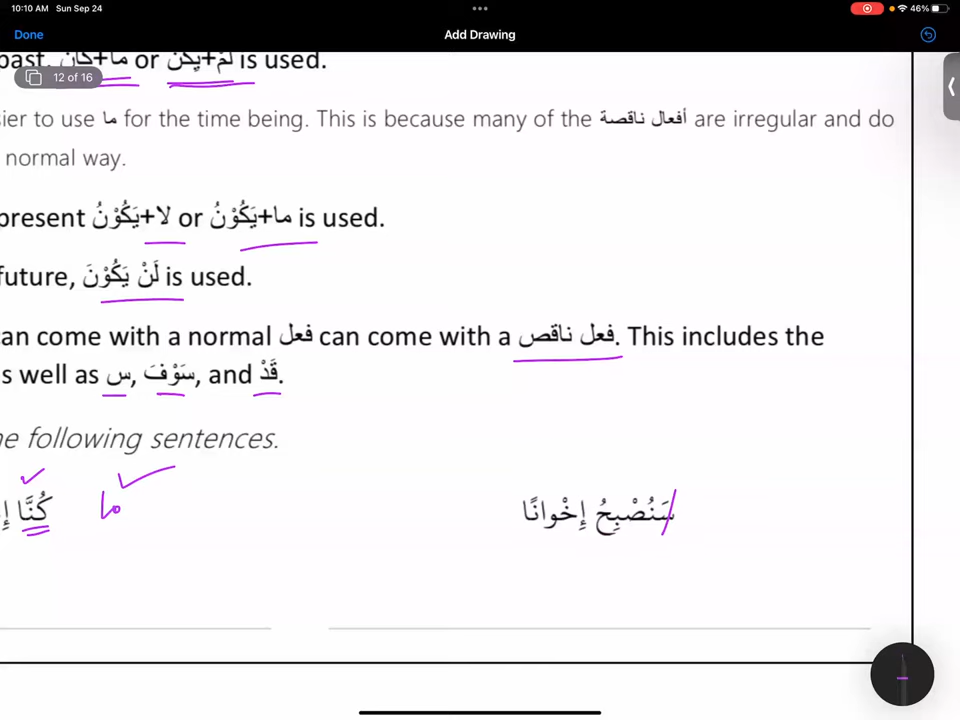 10:10 AM Sun Sep 24 46%
Done Add Drawing
past, ما+كان or لم+يكن is used.
12 of 16
sier to use ما for the time being. This is because many of the أفعال ناقصة are irregular and do
normal way.
present لا+يَكُوْنُ or ما+يَكُوْنُ is used.
future, لَنْ يَكُوْنَ is used.
can come with a normal فعل can come with a فعل ناقص. This includes the
s well as س, سَوْفَ, and قَدْ.
he following sentences.
كُنَّا إِ ما سَنُصْبِحُ إِخْوانًا